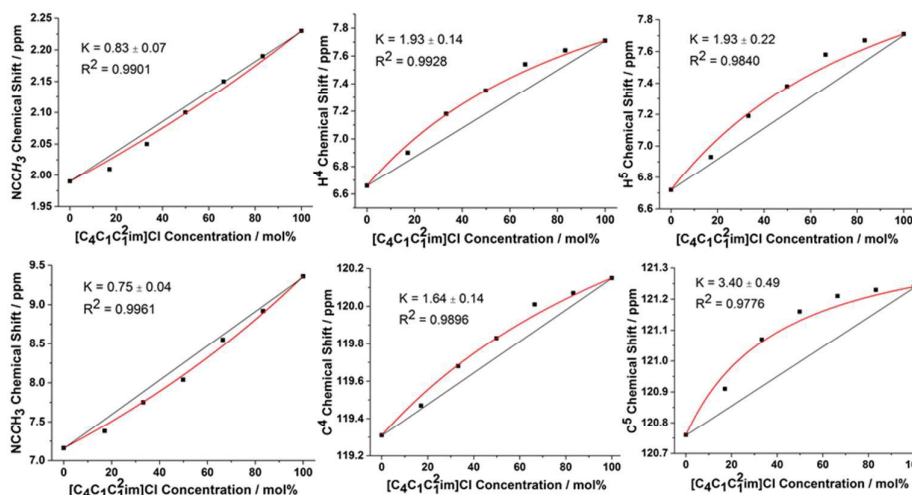 NCCH₃ Chemical Shift / ppm
2.25
2.20
2.15
2.10
2.05
2.00
1.95
K = 0.83 ± 0.07
R² = 0.9901
0 20 40 60 80 100
[C₄C₁C₁²im]Cl Concentration / mol%
H⁴ Chemical Shift / ppm
7.8
7.6
7.4
7.2
7.0
6.8
6.6
K = 1.93 ± 0.14
R² = 0.9928
0 20 40 60 80 100
[C₄C₁C₁²im]Cl Concentration / mol%
H⁵ Chemical Shift / ppm
7.8
7.6
7.4
7.2
7.0
6.8
6.6
K = 1.93 ± 0.22
R² = 0.9840
0 20 40 60 80 100
[C₄C₁C₁²im]Cl Concentration / mol%
NCCH₃ Chemical Shift / ppm
9.5
9.0
8.5
8.0
7.5
7.0
K = 0.75 ± 0.04
R² = 0.9961
0 20 40 60 80 100
[C₄C₁C₁²im]Cl Concentration / mol%
C⁴ Chemical Shift / ppm
120.2
120.0
119.8
119.6
119.4
119.2
K = 1.64 ± 0.14
R² = 0.9896
0 20 40 60 80 100
[C₄C₁C₁²im]Cl Concentration / mol%
C⁵ Chemical Shift / ppm
121.3
121.2
121.1
121.0
120.9
120.8
120.7
K = 3.40 ± 0.49
R² = 0.9776
0 20 40 60 80
[C₄C₁C₁²im]Cl Concentration / mol%